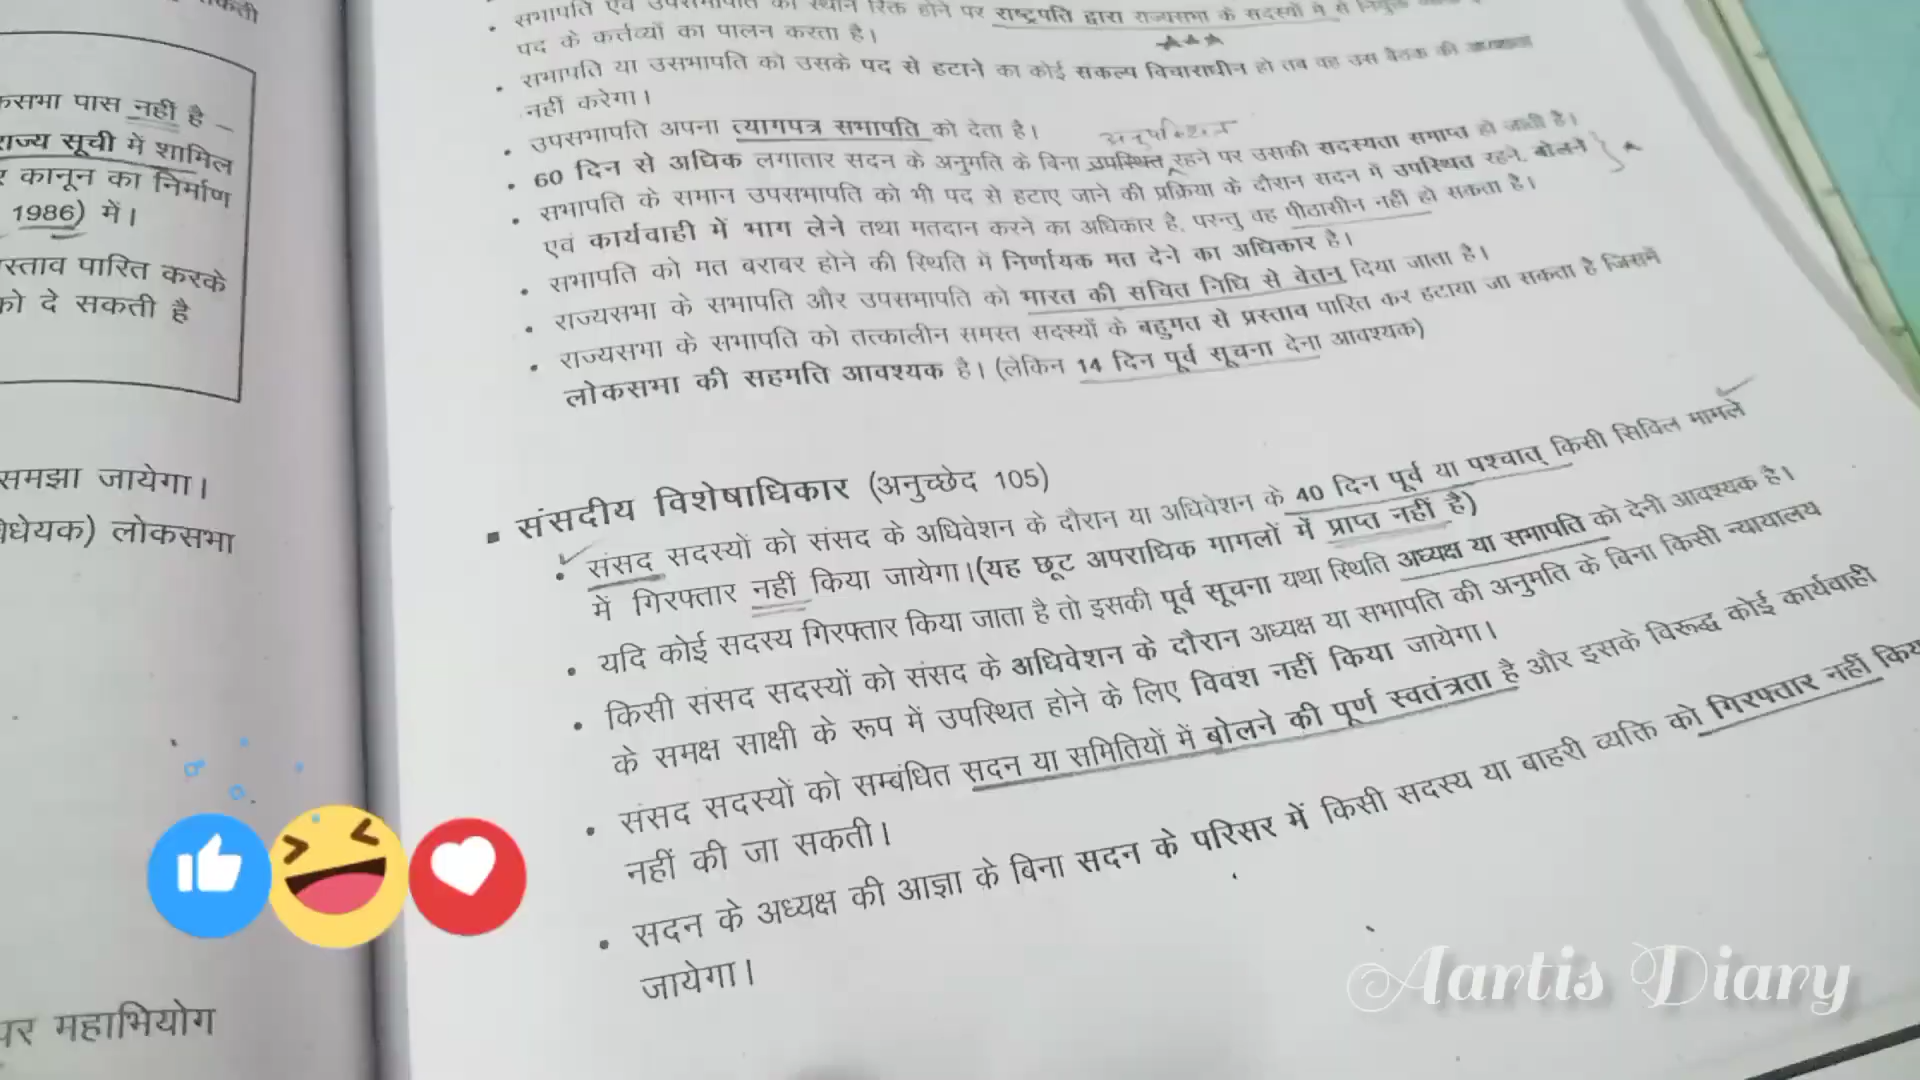 कती
कसभा पास नहीं है –
राज्य सूची में शामिल
कानून का निर्माण
1986) में।
स्ताव पारित करके
को दे सकती है
समझा जायेगा।
धेयक) लोकसभा
पर महाभियोग
सभापति एवं उपसभापति का स्थान रिक्त होने पर राष्ट्रपति द्वारा राज्यसभा के सदस्यों में से
पद के कर्त्तव्यों का पालन करता है।
• सभापति या उसभापति को उसके पद से हटाने का कोई संकल्प विचाराधीन हो तब वह उस बैठक की
नहीं करेगा।
• उपसभापति अपना त्यागपत्र सभापति को देता है।
अनुपस्थित
• 60 दिन से अधिक लगातार सदन के अनुमति के बिना उपस्थित रहने पर उसकी सदस्यता समाप्त हो जाती है।
• सभापति के समान उपसभापति को भी पद से हटाए जाने की प्रक्रिया के दौरान सदन में उपस्थित रहने, बोलने
एवं कार्यवाही में भाग लेने तथा मतदान करने का अधिकार है, परन्तु वह पीठासीन नहीं हो सकता है।
• सभापति को मत बराबर होने की स्थिति में निर्णायक मत देने का अधिकार है।
• राज्यसभा के सभापति और उपसभापति को भारत की संचित निधि से वेतन दिया जाता है।
• राज्यसभा के सभापति को तत्कालीन समस्त सदस्यों के बहुमत से प्रस्ताव पारित कर हटाया जा सकता है जिसमें
लोकसभा की सहमति आवश्यक है। (लेकिन 14 दिन पूर्व सूचना देना आवश्यक)
▪ संसदीय विशेषाधिकार (अनुच्छेद 105)
• संसद सदस्यों को संसद के अधिवेशन के दौरान या अधिवेशन के 40 दिन पूर्व या पश्चात् किसी सिविल मामले
में गिरफ्तार नहीं किया जायेगा।(यह छूट अपराधिक मागलों में प्राप्त नहीं है)
• यदि कोई सदस्य गिरफ्तार किया जाता है तो इसकी पूर्व सूचना यथा स्थिति अध्यक्ष या सभापति को देनी आवश्यक है।
• किसी संसद सदस्यों को संसद के अधिवेशन के दौरान अध्यक्ष या सभापति की अनुमति के बिना किसी न्यायालय
के समक्ष साक्षी के रूप में उपस्थित होने के लिए विवश नहीं किया जायेगा।
• संसद सदस्यों को सम्बंधित सदन या समितियों में बोलने की पूर्ण स्वतंत्रता है और इसके विरूद्ध कोई कार्यवाही
नहीं की जा सकती।
• सदन के अध्यक्ष की आज्ञा के बिना सदन के परिसर में किसी सदस्य या बाहरी व्यक्ति को गिरफ्तार नहीं किय
जायेगा।
Aartis Diary